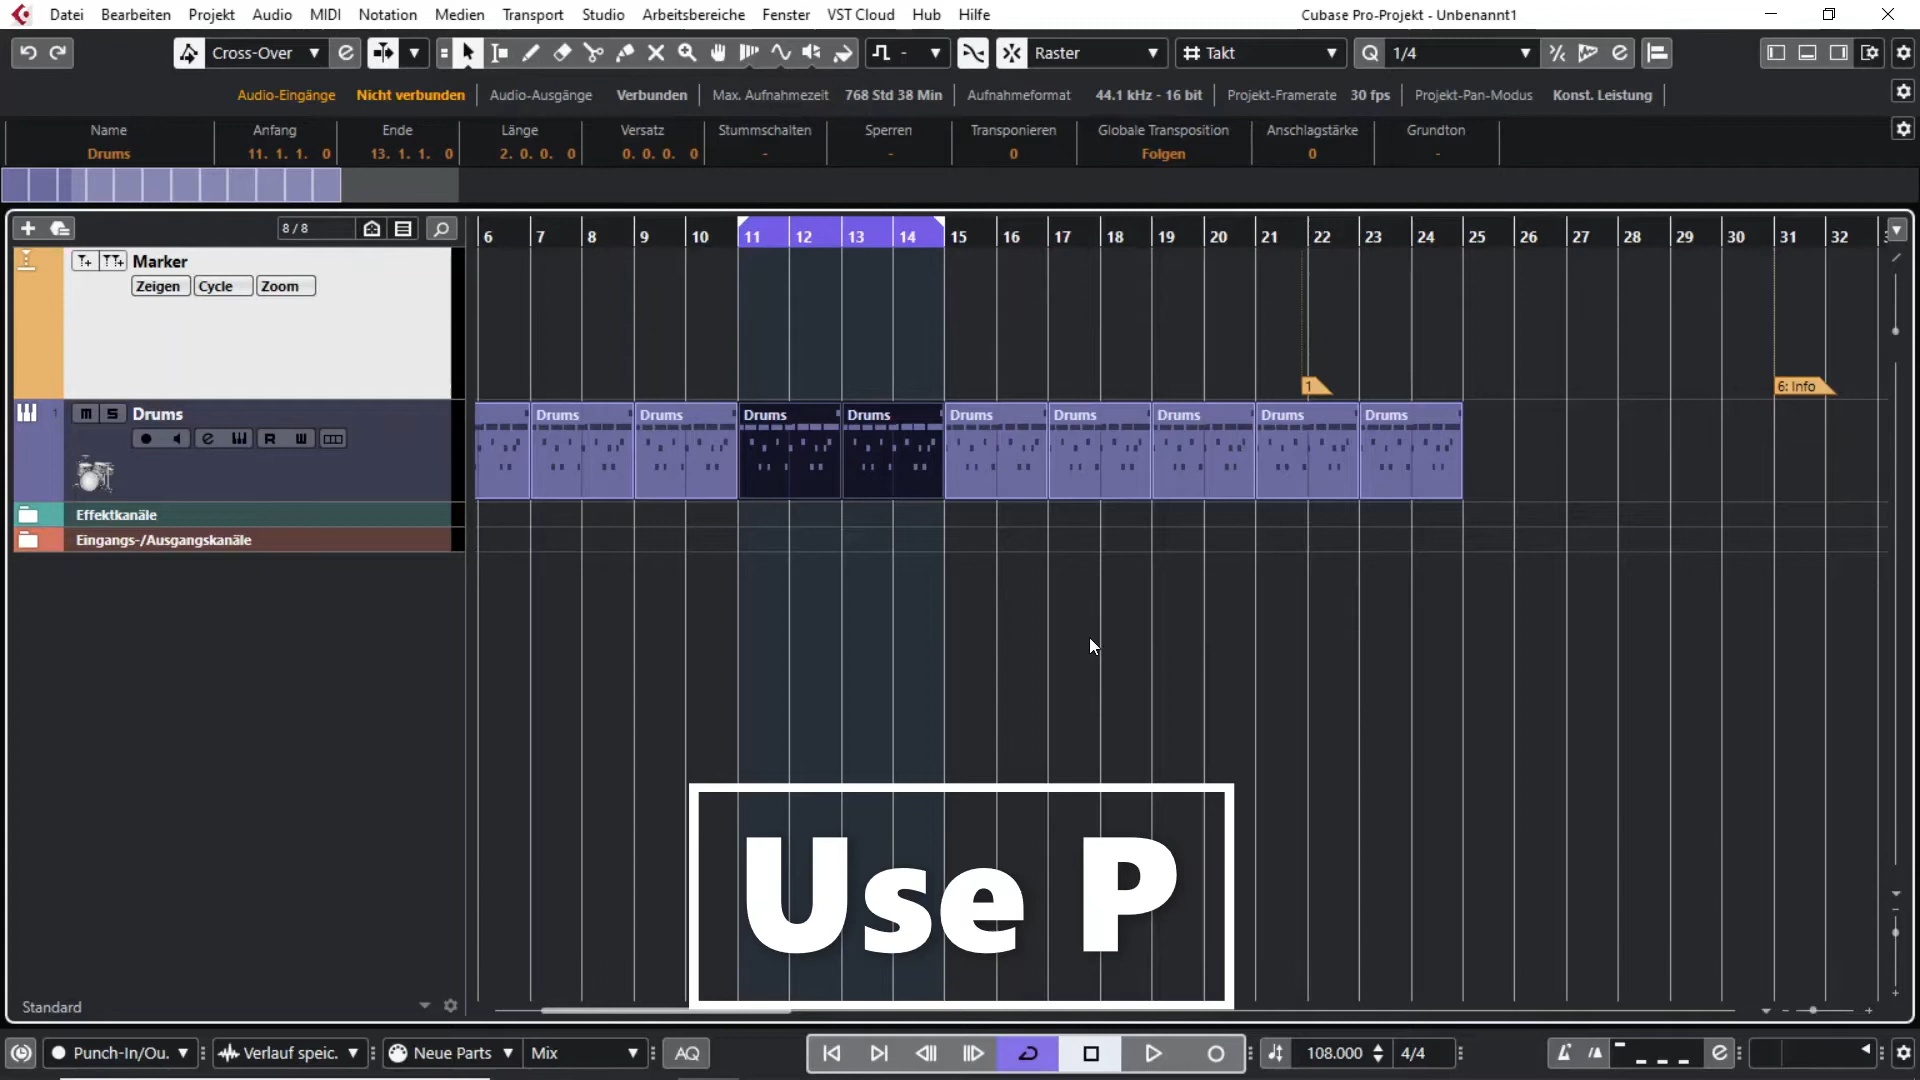 Datei Bearbeiten Projekt Audio MIDI Notation Medien Transport Studio Arbeitsbereiche Fenster VST Cloud Hub Hilfe Cubase Pro-Projekt - Unbenannt1
Cross-Over Raster Takt Q 1/4
Audio-Eingänge Nicht verbunden Audio-Ausgänge Verbunden Max. Aufnahmezeit 768 Std 38 Min Aufnahmeformat 44.1 kHz - 16 bit Projekt-Framerate 30 fps Projekt-Pan-Modus Konst. Leistung
Name Anfang Ende Länge Versatz Stummschalten Sperren Transponieren Globale Transposition Anschlagstärke Grundton
Drums 11. 1. 1. 0 13. 1. 1. 0 2. 0. 0. 0 0. 0. 0. 0 - - 0 Folgen 0 -
8 / 8 6 7 8 9 10 11 12 13 14 15 16 17 18 19 20 21 22 23 24 25 26 27 28 29 30 31 32
Marker
Zeigen Cycle Zoom
1 6: Info
1 m S Drums
R W
Drums Drums Drums Drums Drums Drums Drums Drums Drums
Effektkanäle
Eingangs-/Ausgangskanäle
Use P
Standard
Punch-In/Ou. Verlauf speic. Neue Parts Mix AQ 108.000 4/4